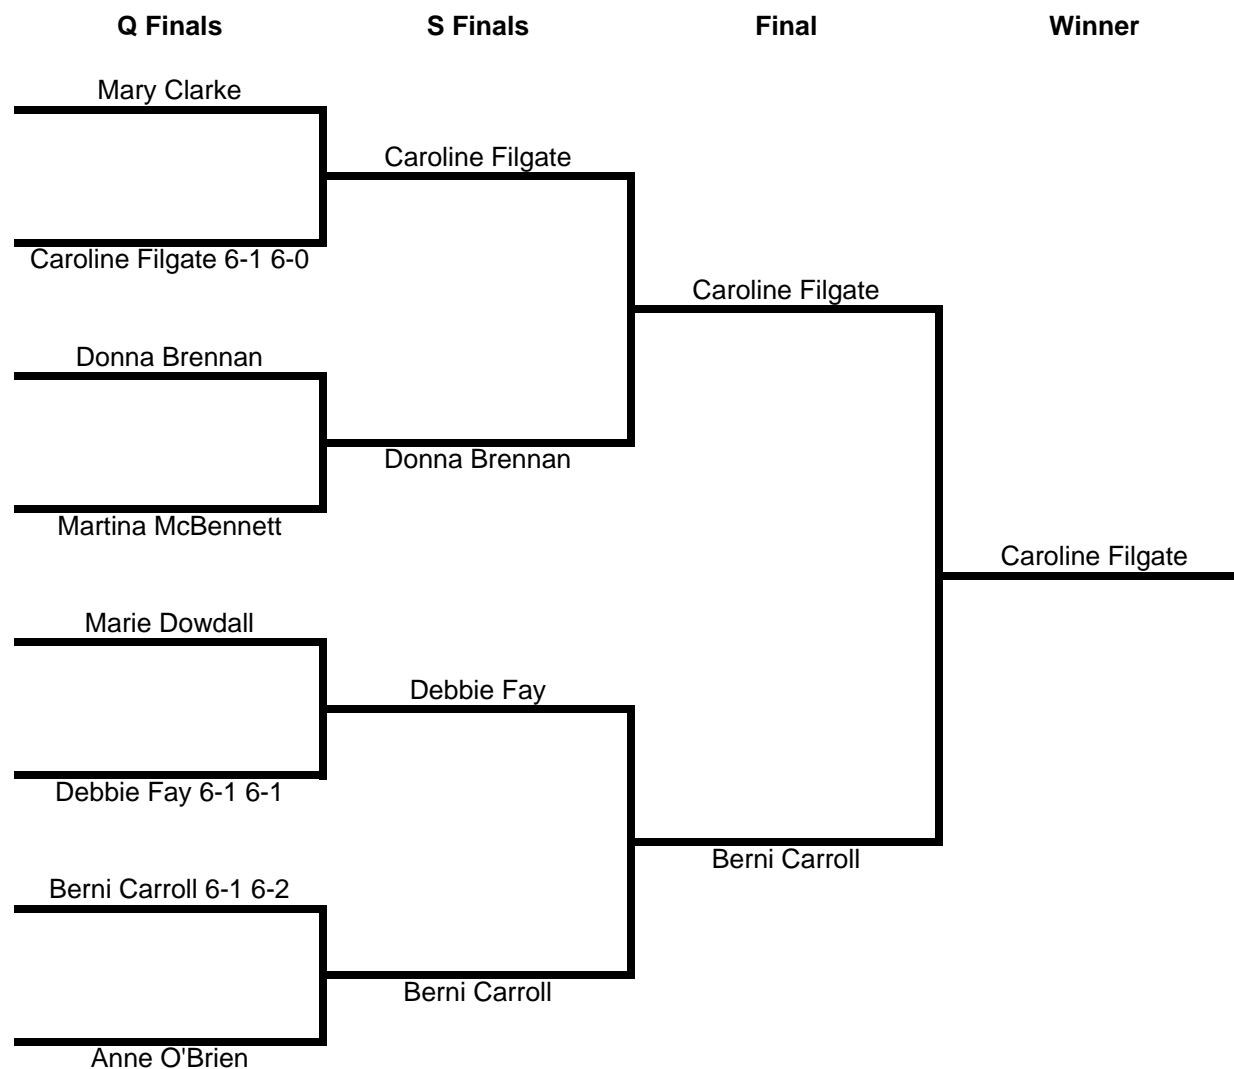 Q Finals
S Finals
Final
Winner
Mary Clarke
Caroline Filgate
Caroline Filgate 6-1 6-0
Caroline Filgate
Donna Brennan
Donna Brennan
Martina McBennett
Caroline Filgate
Marie Dowdall
Debbie Fay
Debbie Fay 6-1 6-1
Berni Carroll
Berni Carroll 6-1 6-2
Berni Carroll
Anne O'Brien